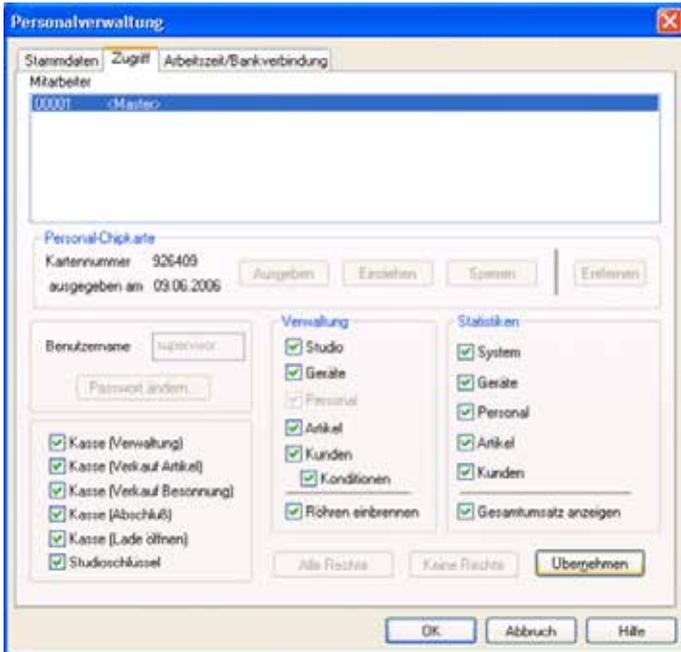 Personalverwaltung
Stammdaten Zugriff Arbeitszeit/Bankverbindung
Mitarbeiter
00001 <Master>
Personal-Chipkarte
Kartennummer 926409
ausgegeben am 09.06.2006
Ausgeben Einziehen Sperren Entfernen
Benutzername supervisor
Passwort ändern...
Kasse (Verwaltung)
Kasse (Verkauf Artikel)
Kasse (Verkauf Besonnung)
Kasse (Abschluß)
Kasse (Lade öffnen)
Studioschlüssel
Verwaltung
Studio
Geräte
Personal
Artikel
Kunden
Konditionen
Röhren einbrennen
Statistiken
System
Geräte
Personal
Artikel
Kunden
Gesamtumsatz anzeigen
Alle Rechte Keine Rechte Übernehmen
OK Abbruch Hilfe